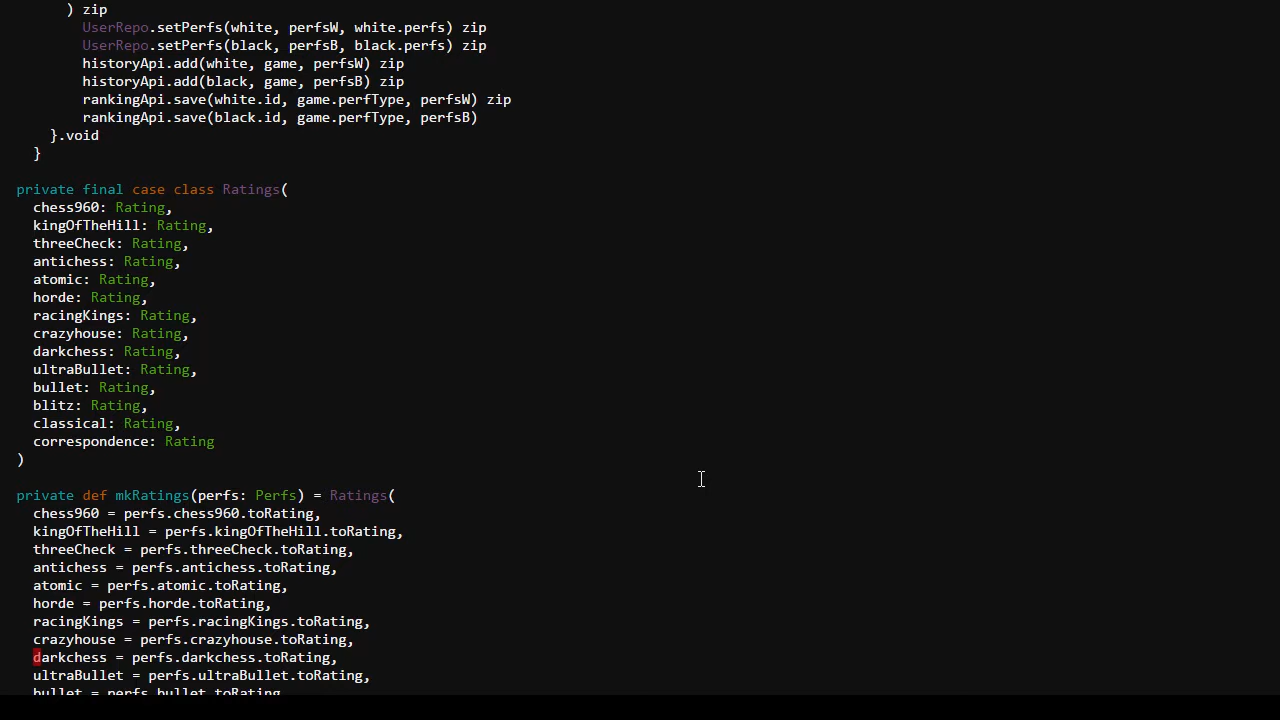 ) zip
UserRepo.setPerfs(white, perfsW, white.perfs) zip
UserRepo.setPerfs(black, perfsB, black.perfs) zip
historyApi.add(white, game, perfsW) zip
historyApi.add(black, game, perfsB) zip
rankingApi.save(white.id, game.perfType, perfsW) zip
rankingApi.save(black.id, game.perfType, perfsB)
}.void
}
private final case class Ratings(
chess960: Rating,
kingOfTheHill: Rating,
threeCheck: Rating,
antichess: Rating,
atomic: Rating,
horde: Rating,
racingKings: Rating,
crazyhouse: Rating,
darkchess: Rating,
ultraBullet: Rating,
bullet: Rating,
blitz: Rating,
classical: Rating,
correspondence: Rating
)
private def mkRatings(perfs: Perfs) = Ratings(
chess960 = perfs.chess960.toRating,
kingOfTheHill = perfs.kingOfTheHill.toRating,
threeCheck = perfs.threeCheck.toRating,
antichess = perfs.antichess.toRating,
atomic = perfs.atomic.toRating,
horde = perfs.horde.toRating,
racingKings = perfs.racingKings.toRating,
crazyhouse = perfs.crazyhouse.toRating,
darkchess = perfs.darkchess.toRating,
ultraBullet = perfs.ultraBullet.toRating,
bullet = perfs.bullet.toRating